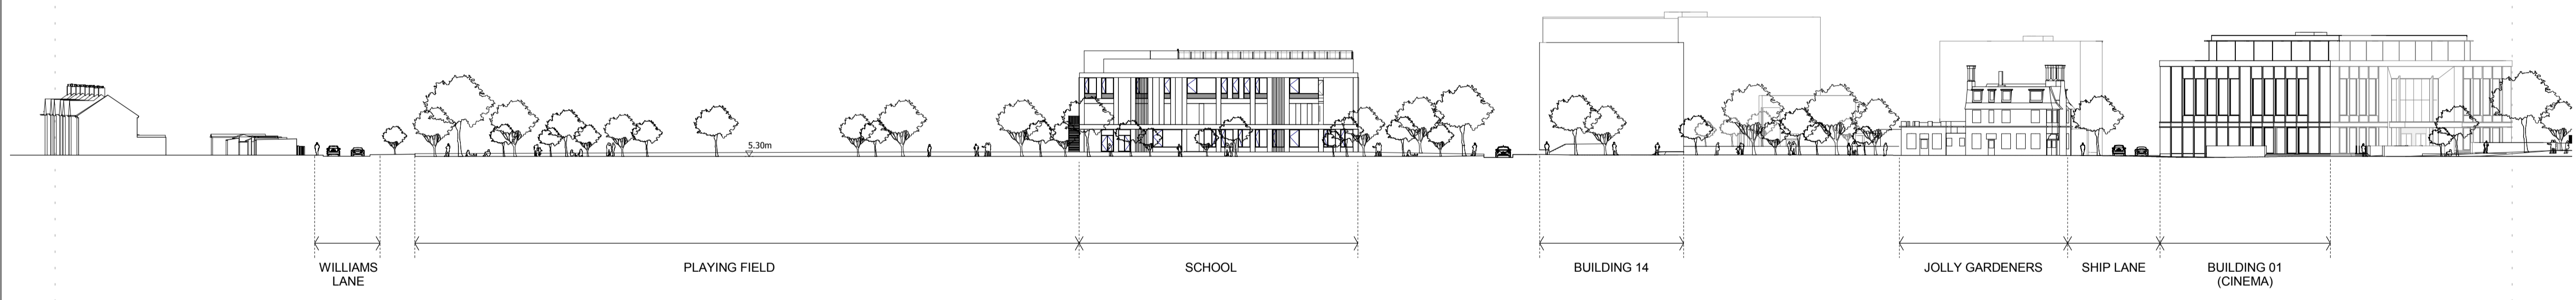 5.30m
WILLIAMS
LANE
PLAYING FIELD
SCHOOL
BUILDING 14
JOLLY GARDENERS
SHIP LANE
BUILDING 01
(CINEMA)